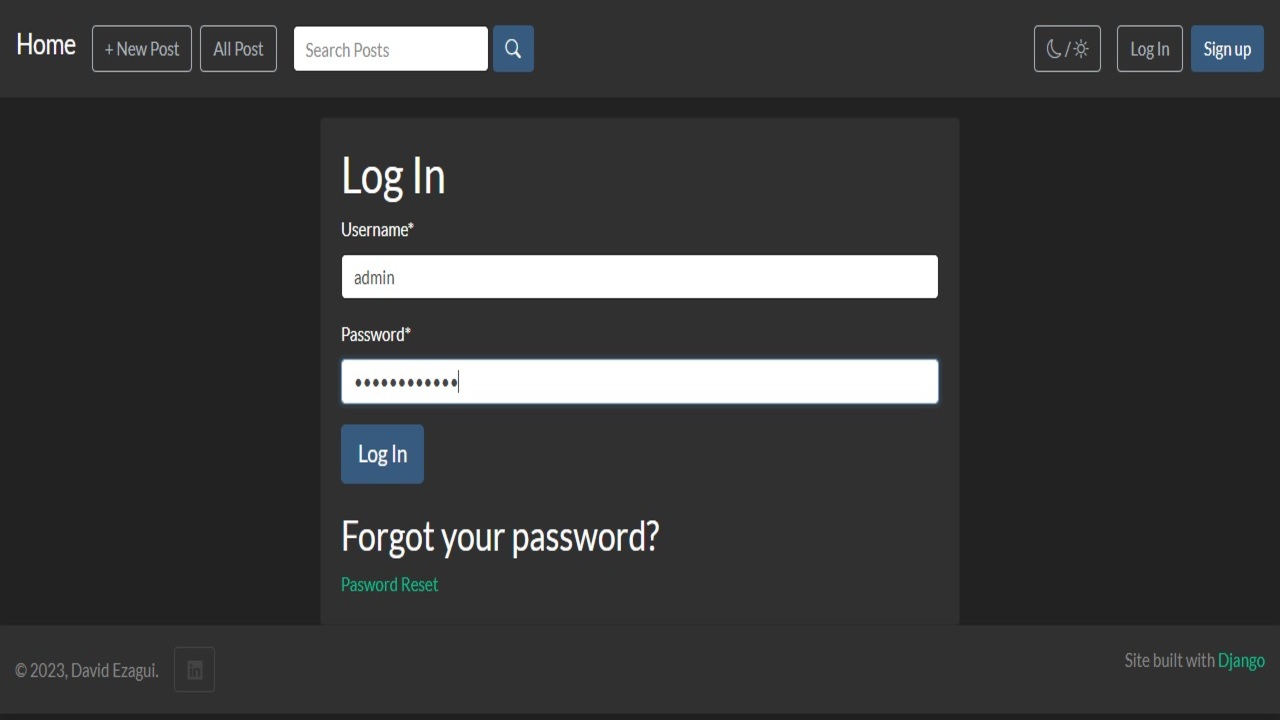 Home + New Post All Post Search Posts / Log In Sign up
Log In
Username*
admin
Password*
••••••••••••
Log In
Forgot your password?
Pasword Reset
© 2023, David Ezagui. in Site built with Django